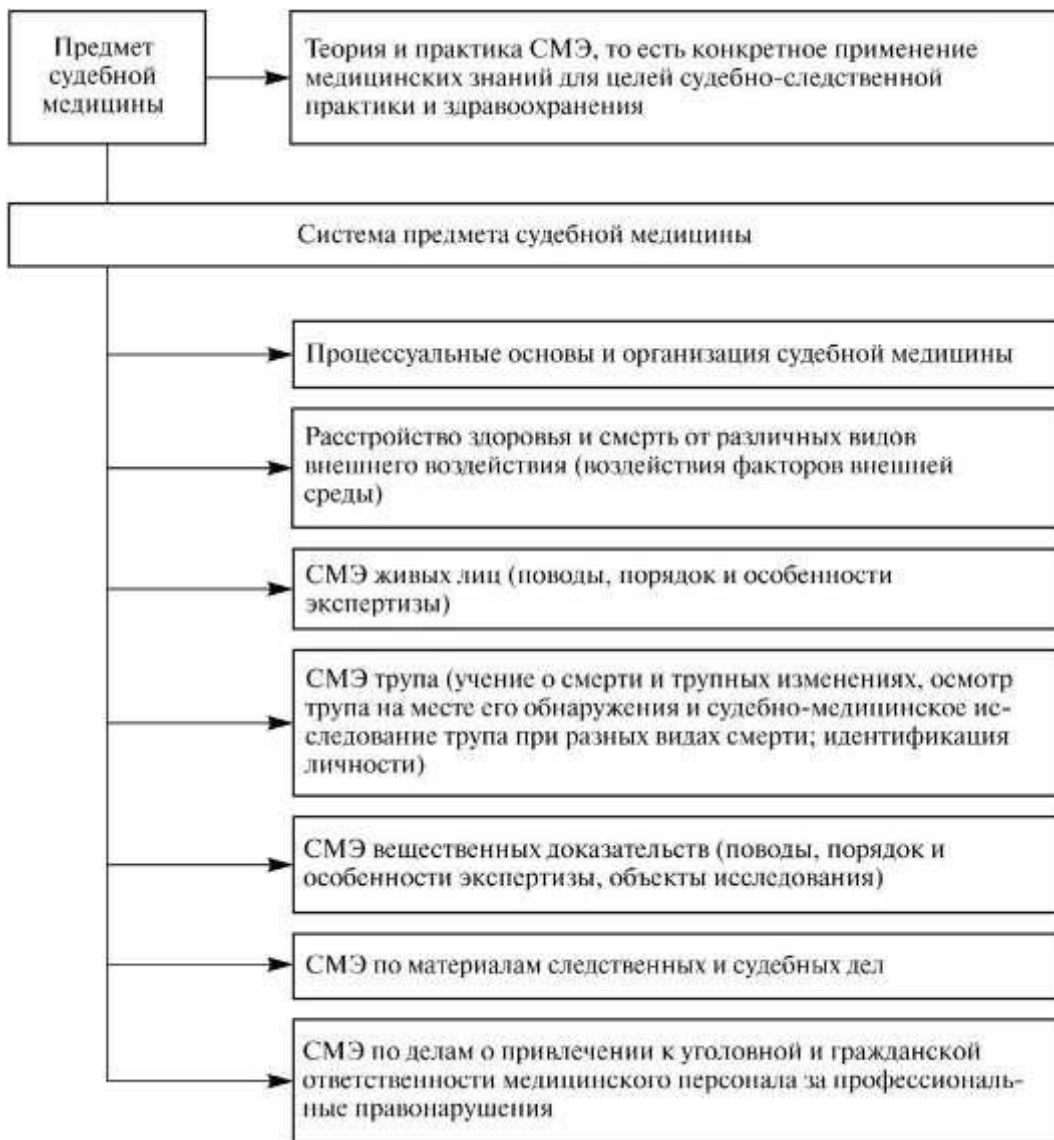 Предмет
судебной
медицины
Теория и практика СМЭ, то есть конкретное применение
медицинских знаний для целей судебно-следственной
практики и здравоохранения
Система предмета судебной медицины
Процессуальные основы и организация судебной медицины
Расстройство здоровья и смерть от различных видов
внешнего воздействия (воздействия факторов внешней
среды)
СМЭ живых лиц (поводы, порядок и особенности
экспертизы)
СМЭ трупа (учение о смерти и трупных изменениях, осмотр
трупа на месте его обнаружения и судебно-медицинское ис-
следование трупа при разных видах смерти; идентификация
личности)
СМЭ вещественных доказательств (поводы, порядок и
особенности экспертизы, объекты исследования)
СМЭ по материалам следственных и судебных дел
СМЭ по делам о привлечении к уголовной и гражданской
ответственности медицинского персонала за профессиональ-
ные правонарушения